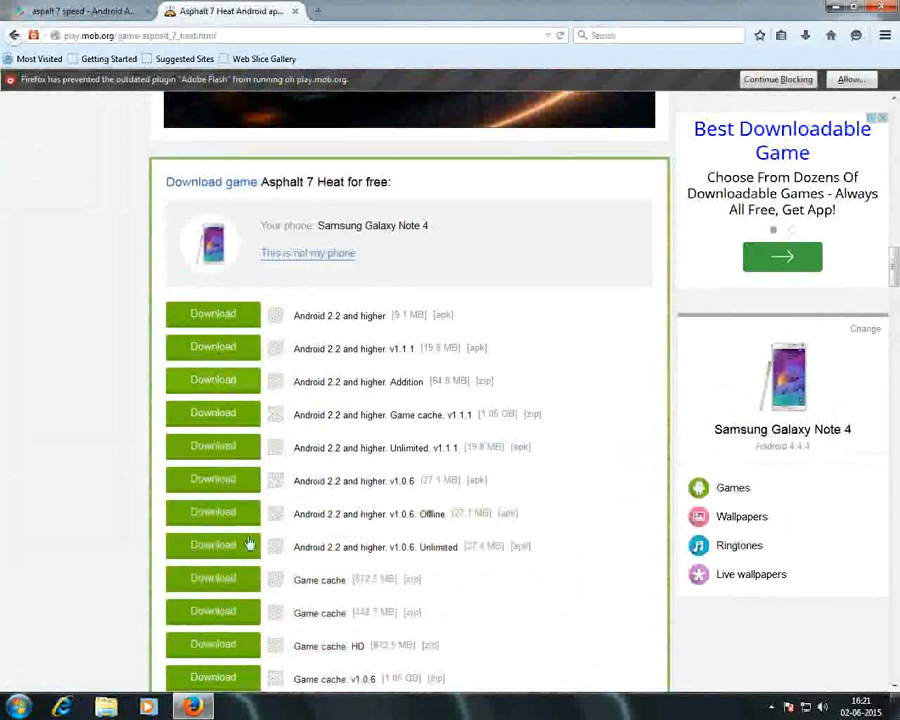 aspalt 7 speed - Android A...
Asphalt 7 Heat Android ap...
play.mob.org/game-asphalt_7_heat.html
Search
Most Visited Getting Started Suggested Sites Web Slice Gallery
Firefox has prevented the outdated plugin "Adobe Flash" from running on play.mob.org.
Continue Blocking
Allow...
Download game Asphalt 7 Heat for free:
Your phone: Samsung Galaxy Note 4
This is not my phone
Download Android 2.2 and higher [9.1 MB] [apk]
Download Android 2.2 and higher. v1.1.1 [19.8 MB] [apk]
Download Android 2.2 and higher. Addition [64.8 MB] [zip]
Download Android 2.2 and higher. Game cache. v1.1.1 [1.05 GB] [zip]
Download Android 2.2 and higher. Unlimited. v1.1.1 [19.8 MB] [apk]
Download Android 2.2 and higher. v1.0.6 [27.1 MB] [apk]
Download Android 2.2 and higher. v1.0.6. Offline [27.1 MB] [apk]
Download Android 2.2 and higher. v1.0.6. Unlimited [27.4 MB] [apk]
Download Game cache [872.5 MB] [zip]
Download Game cache [zip]
Download Game cache. HD [zip]
Download Game cache. v1.0.6 [1.05 GB] [zip]
Best Downloadable
Game
Choose From Dozens Of
Downloadable Games - Always
All Free, Get App!
Change
Samsung Galaxy Note 4
Android 4.4.4
Games
Wallpapers
Ringtones
Live wallpapers
16:21
02-06-2015